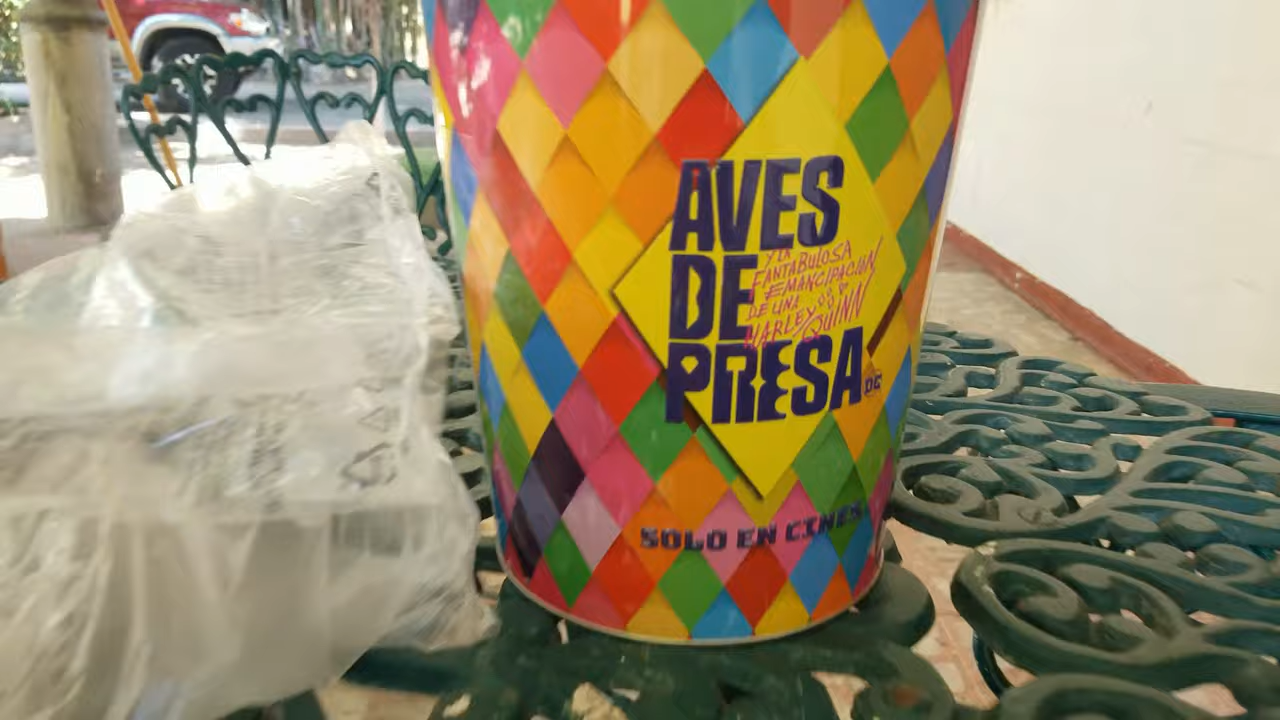 AVES
DE
Y LA
FANTABULOSA
EMANCIPACIÓN
DE UNA
HARLEY QUINN
PRESA
DC
SOLO EN CINES